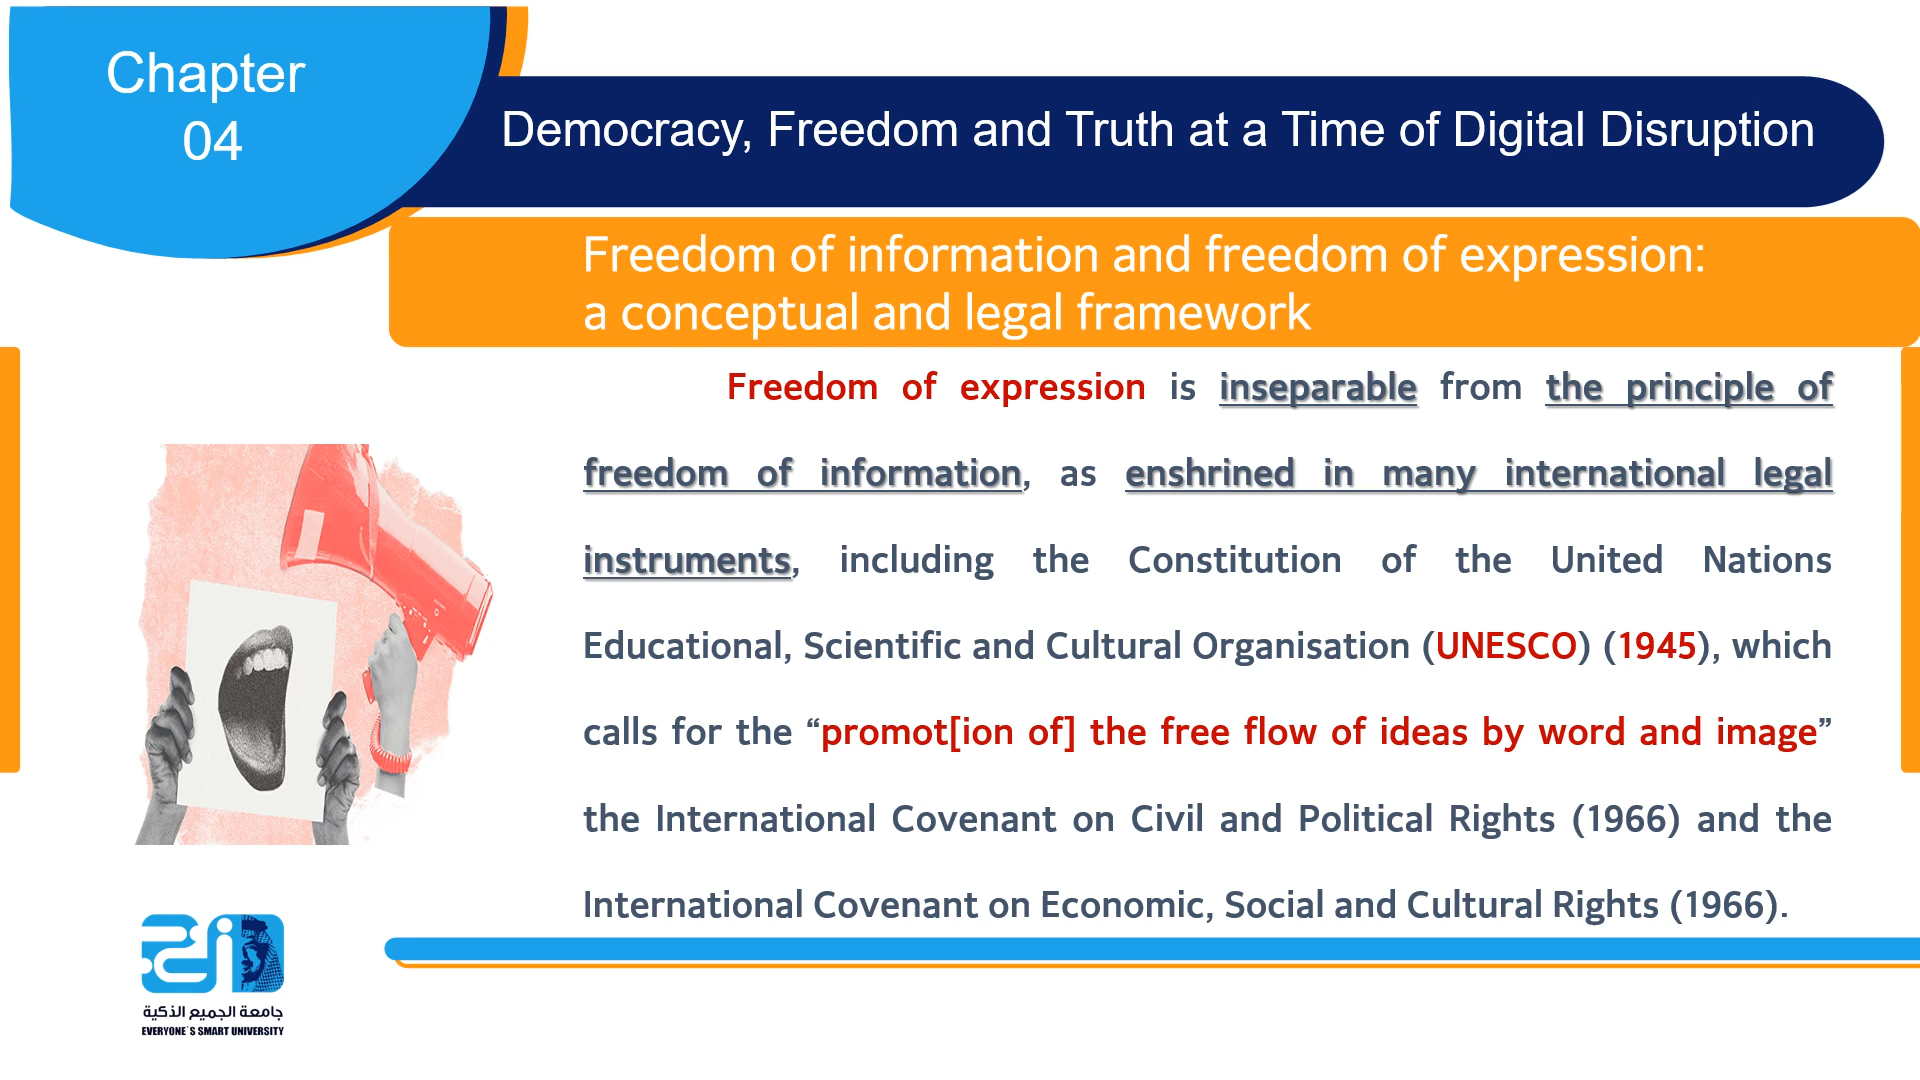 Chapter
04
Democracy, Freedom and Truth at a Time of Digital Disruption
Freedom of information and freedom of expression:
a conceptual and legal framework
Freedom of expression is inseparable from the principle of
freedom of information, as enshrined in many international legal
instruments, including the Constitution of the United Nations
Educational, Scientific and Cultural Organisation (UNESCO) (1945), which
calls for the “promot[ion of] the free flow of ideas by word and image”
the International Covenant on Civil and Political Rights (1966) and the
International Covenant on Economic, Social and Cultural Rights (1966).
جامعة الجميع الذكية
EVERYONE`S SMART UNIVERSITY